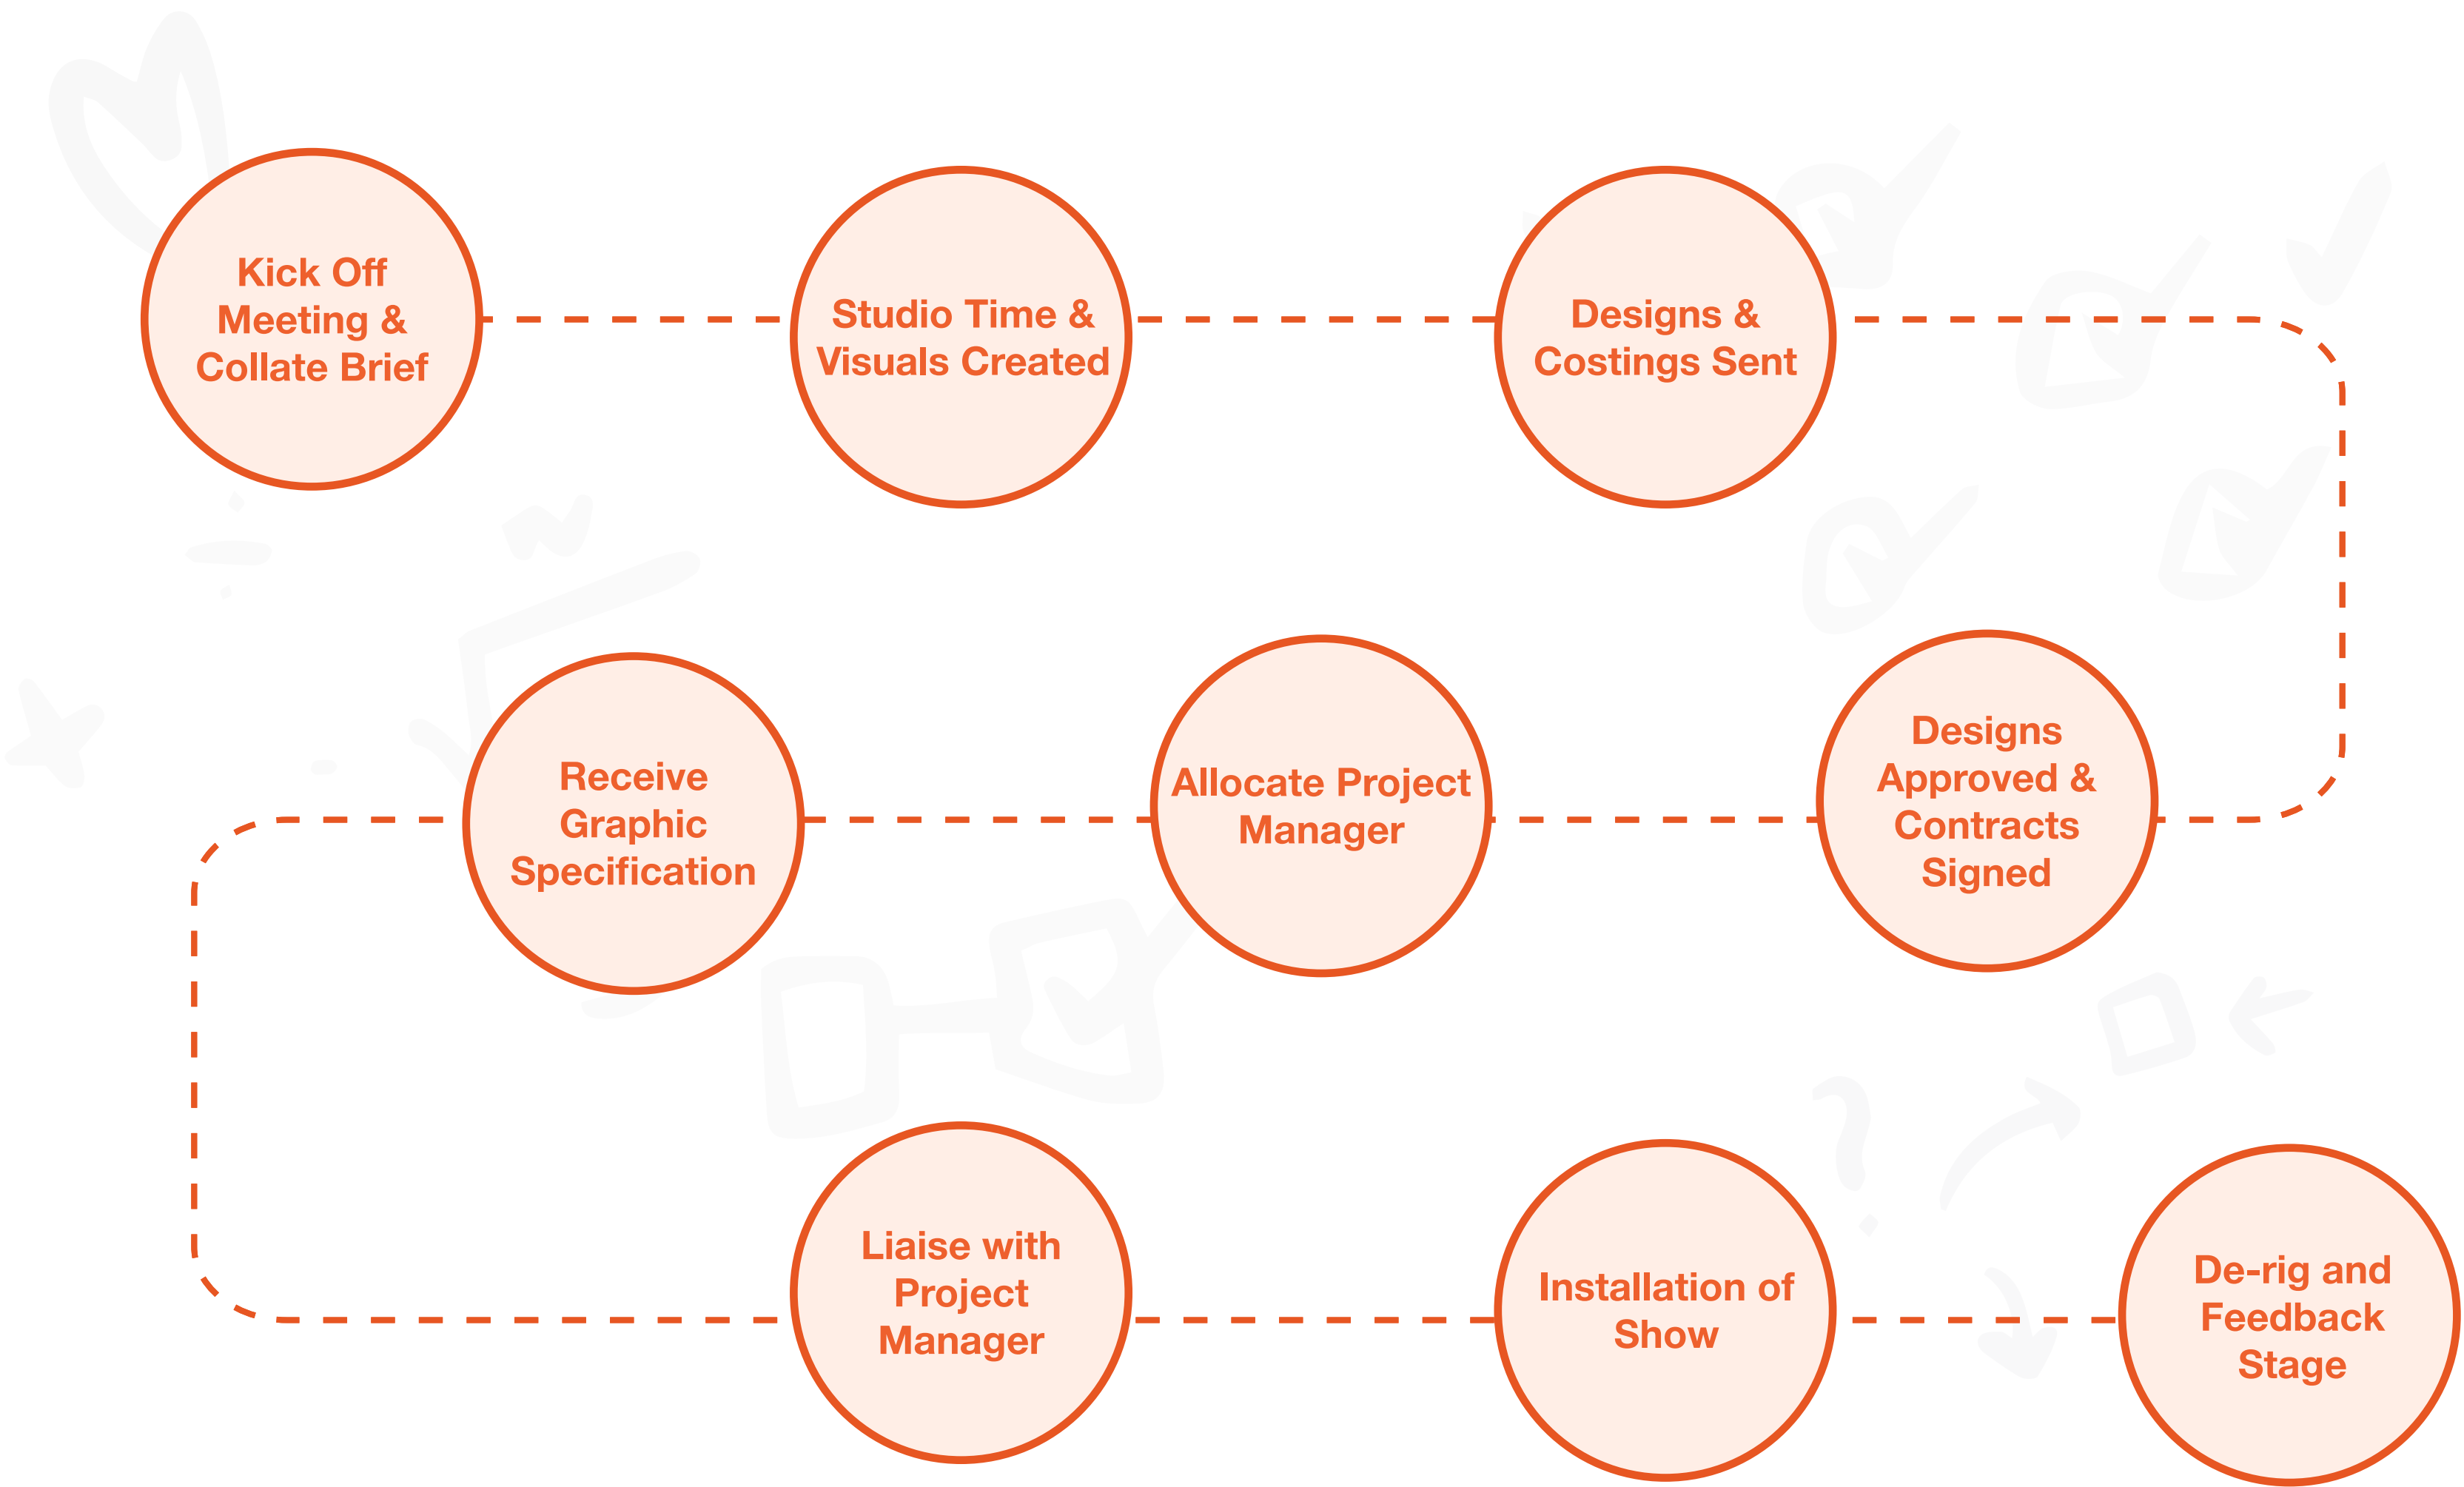 Kick Off
Meeting &
Collate Brief
Studio Time &
Visuals Created
Designs &
Costings Sent
Designs
Approved &
Contracts
Signed
Allocate Project
Manager
Receive
Graphic
Specification
Liaise with
Project
Manager
Installation of
Show
De-rig and
Feedback
Stage